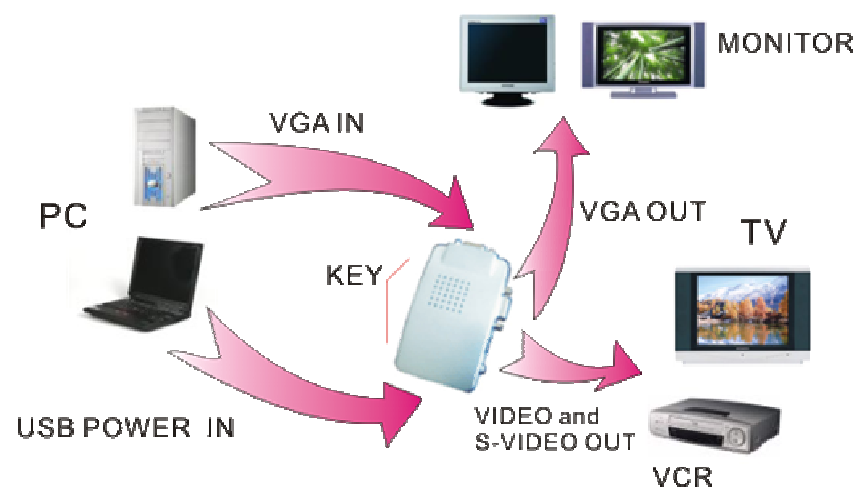 MONITOR
VGA IN
PC
VGA OUT
TV
KEY
USB POWER IN
VIDEO and
S-VIDEO OUT
VCR